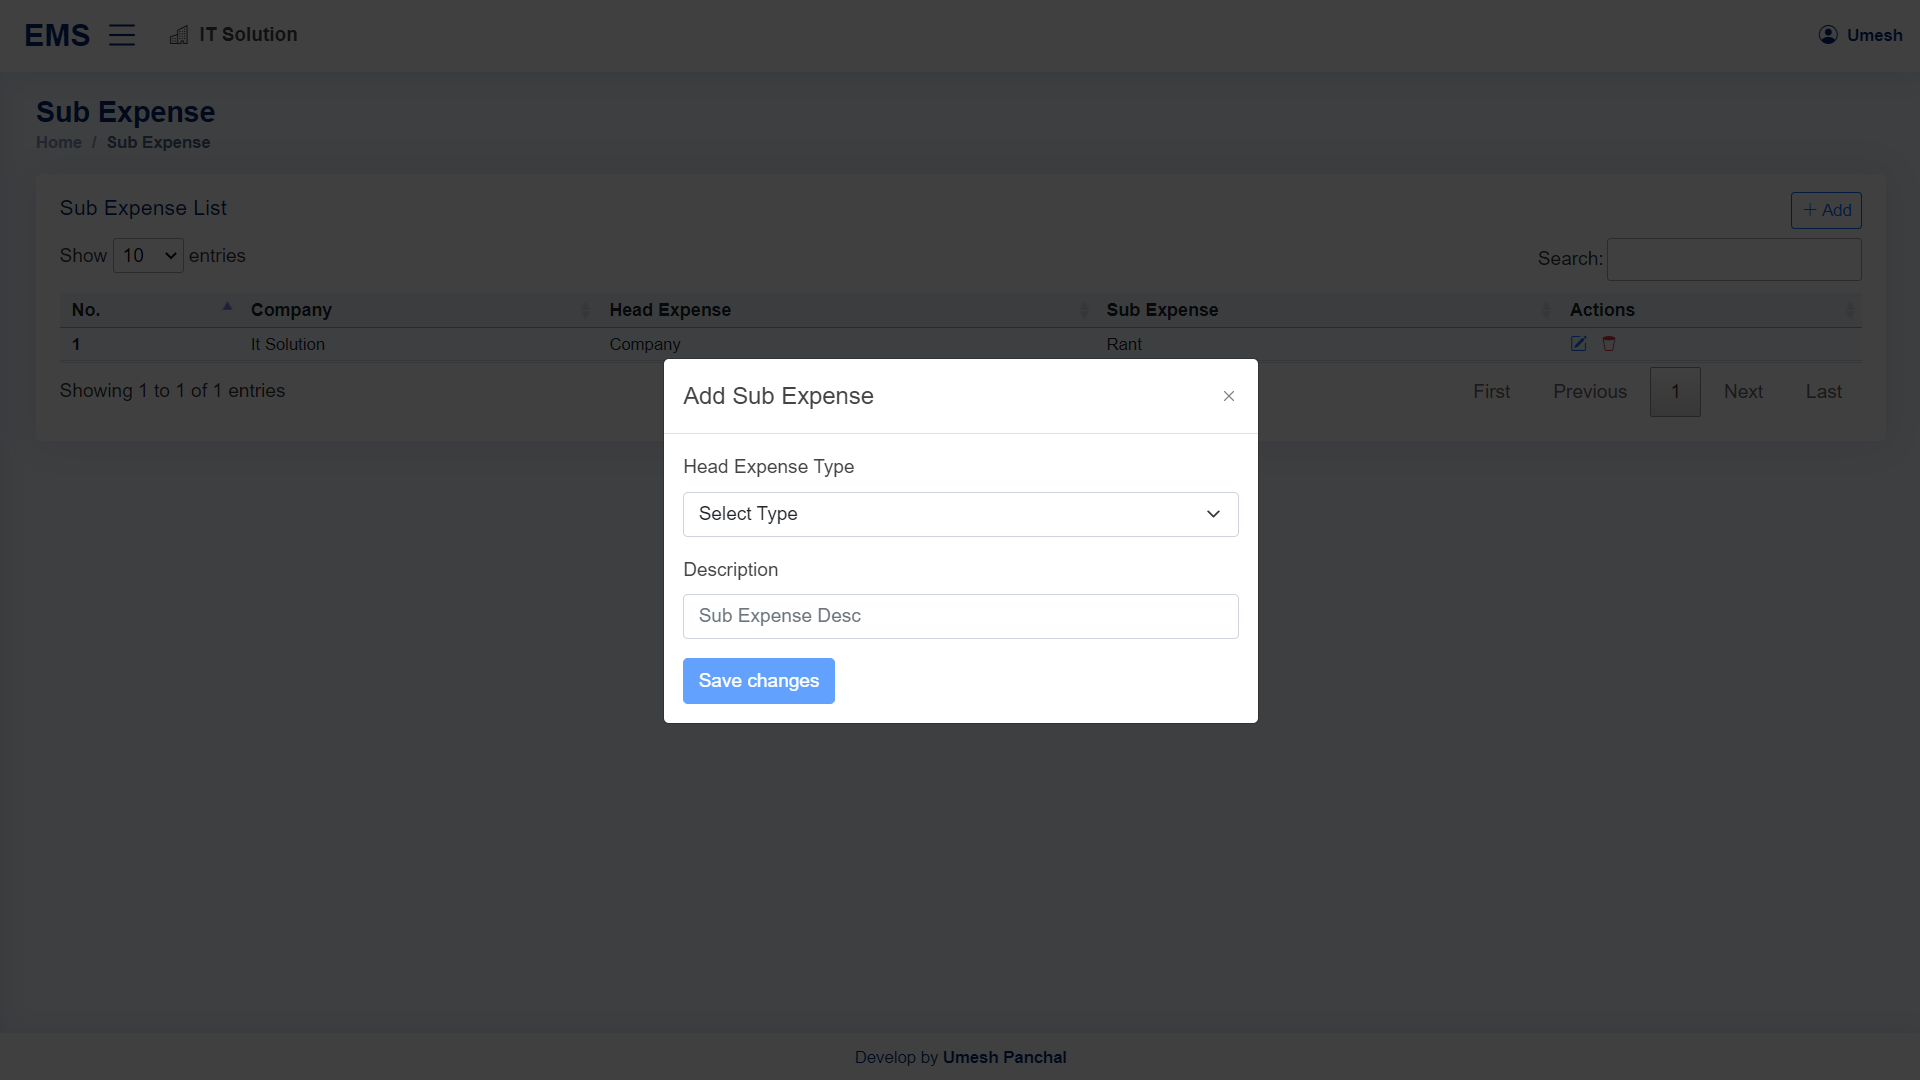 EMS IT Solution Umesh
Sub Expense
Home / Sub Expense
Sub Expense List + Add
Show 10 entries Search:
No. Company Head Expense Sub Expense Actions
1 It Solution Company Rant
Showing 1 to 1 of 1 entries First Previous 1 Next Last
Add Sub Expense ×
Head Expense Type
Select Type
Description
Sub Expense Desc
Save changes
Develop by Umesh Panchal